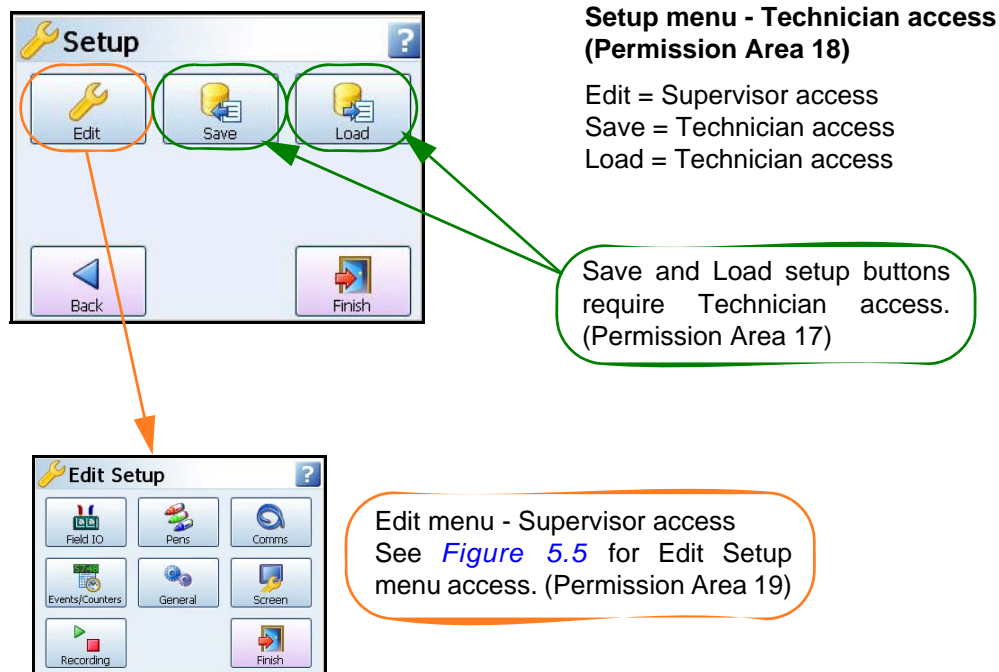 Setup
?
Edit
Save
Load
Back
Finish
Setup menu - Technician access
(Permission Area 18)
Edit = Supervisor access
Save = Technician access
Load = Technician access
Save and Load setup buttons
require Technician access.
(Permission Area 17)
Edit Setup
?
Field IO
Pens
Comms
Events/Counters
General
Screen
Recording
Finish
Edit menu - Supervisor access
See Figure 5.5 for Edit Setup
menu access. (Permission Area 19)